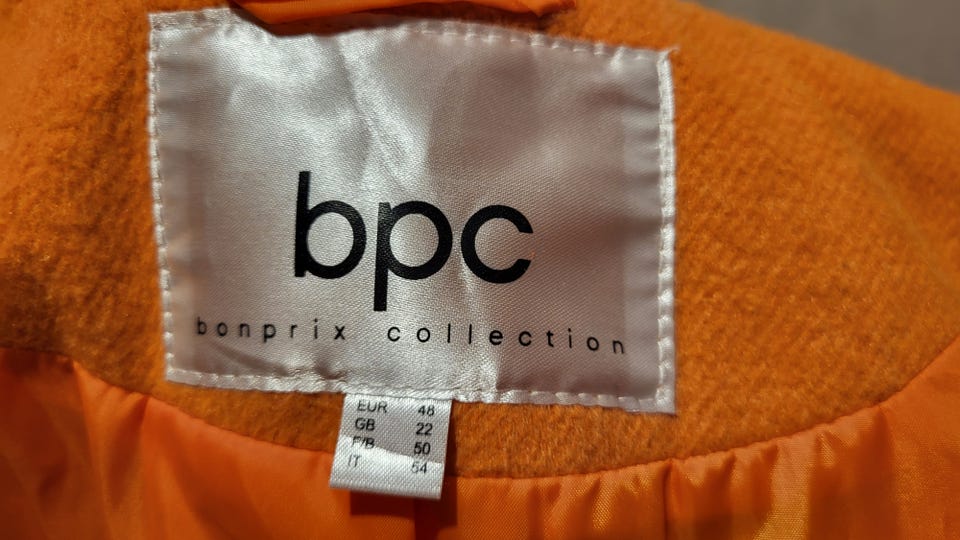 bpc
bonprix collection
EUR 48
GB 22
F/B 50
IT 54